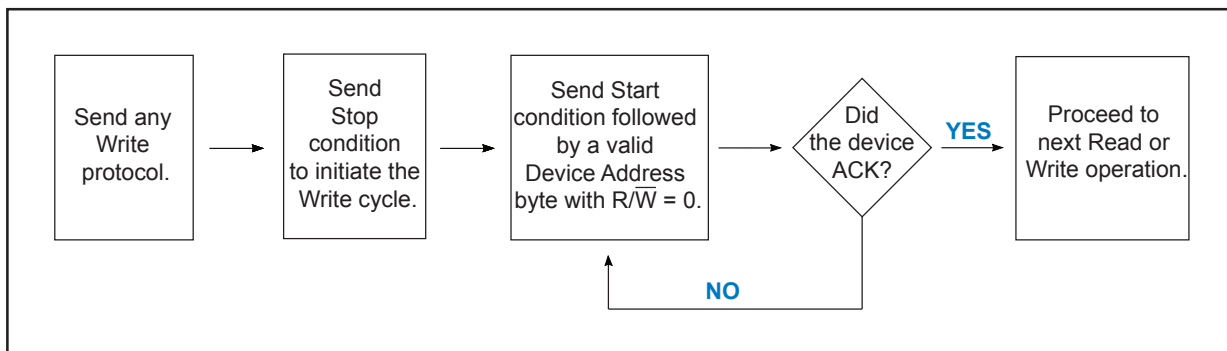 Send any
Write
protocol.
Send
Stop
condition
to initiate the
Write cycle.
Send Start
condition followed
by a valid
Device Address
byte with R/W̅ = 0.
Did
the device
ACK?
YES
NO
Proceed to
next Read or
Write operation.